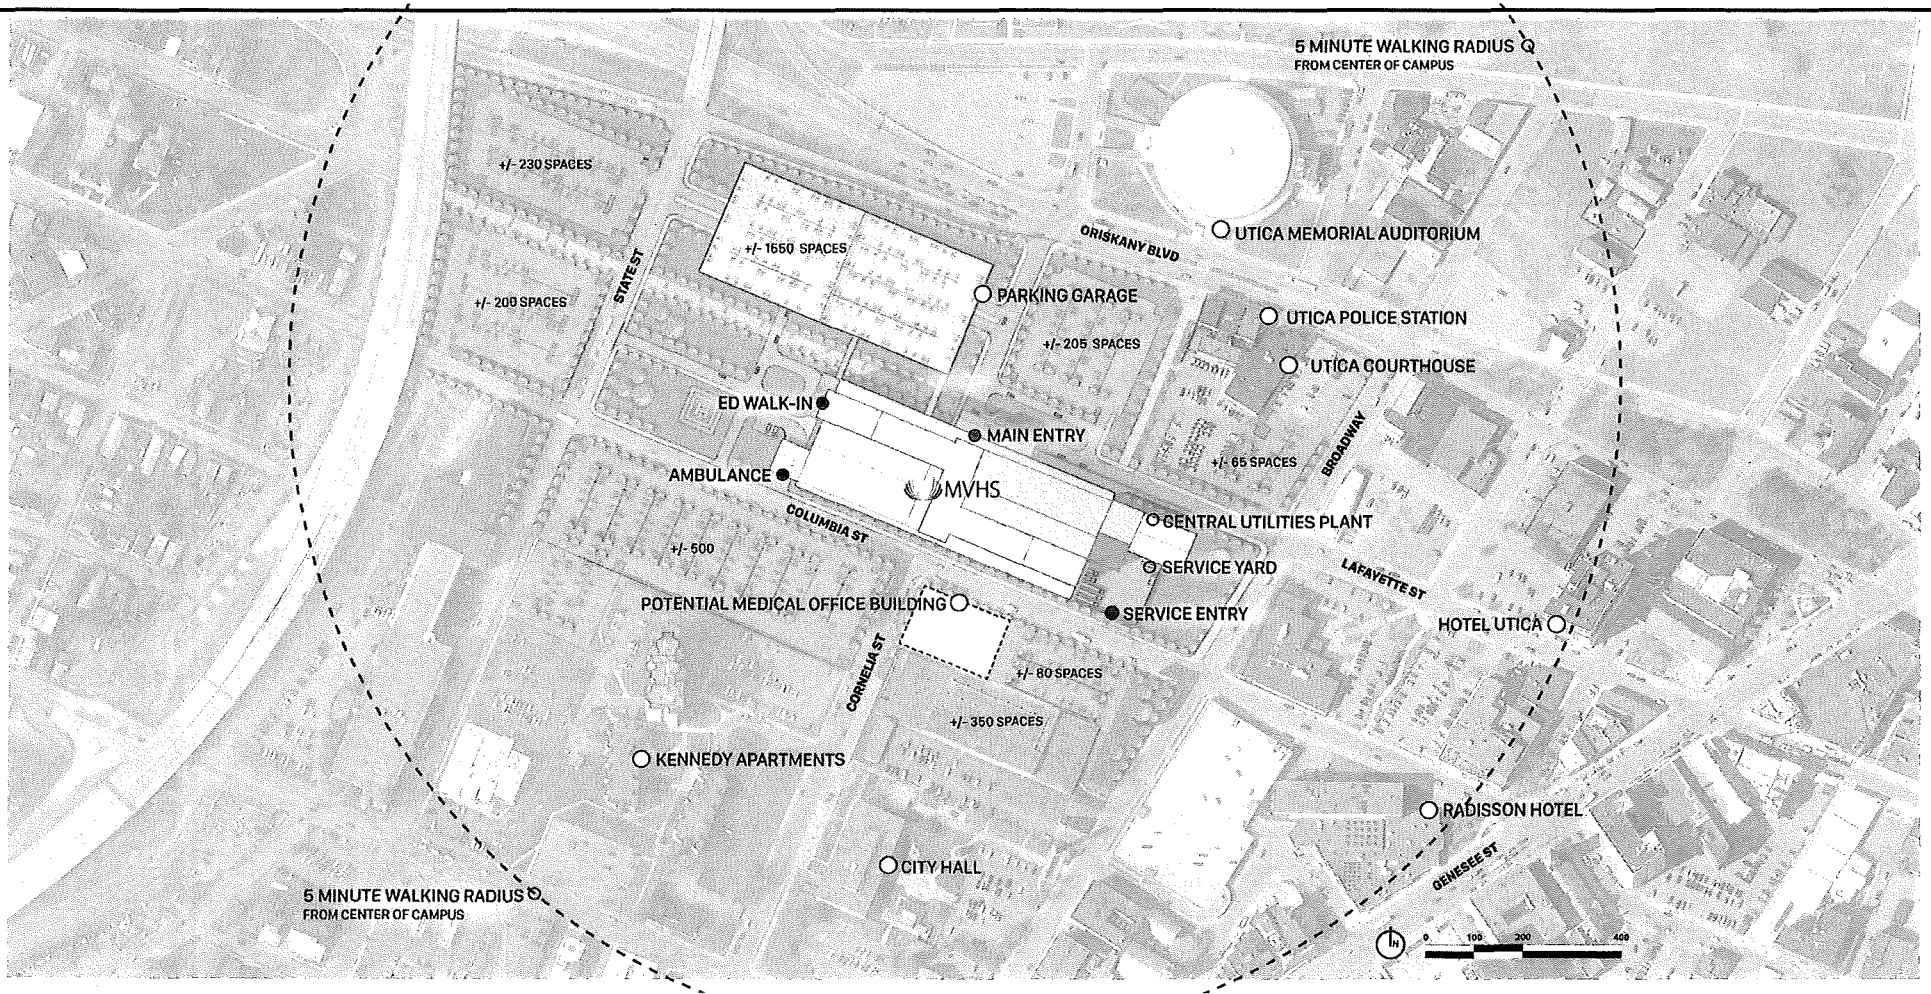 5 MINUTE WALKING RADIUS
FROM CENTER OF CAMPUS
+/- 230 SPACES
+/- 1550 SPACES
ORISKANY BLVD
UTICA MEMORIAL AUDITORIUM
STATE ST
+/- 200 SPACES
PARKING GARAGE
UTICA POLICE STATION
+/- 205 SPACES
UTICA COURTHOUSE
ED WALK-IN
MAIN ENTRY
BROADWAY
+/- 65 SPACES
AMBULANCE
MVHS
COLUMBIA ST
CENTRAL UTILITIES PLANT
+/- 500
SERVICE YARD
LAFAYETTE ST
POTENTIAL MEDICAL OFFICE BUILDING
SERVICE ENTRY
HOTEL UTICA
CORNELIA ST
+/- 80 SPACES
+/- 350 SPACES
KENNEDY APARTMENTS
RADISSON HOTEL
CITY HALL
GENESEE ST
5 MINUTE WALKING RADIUS
FROM CENTER OF CAMPUS
N
0 100 200 400